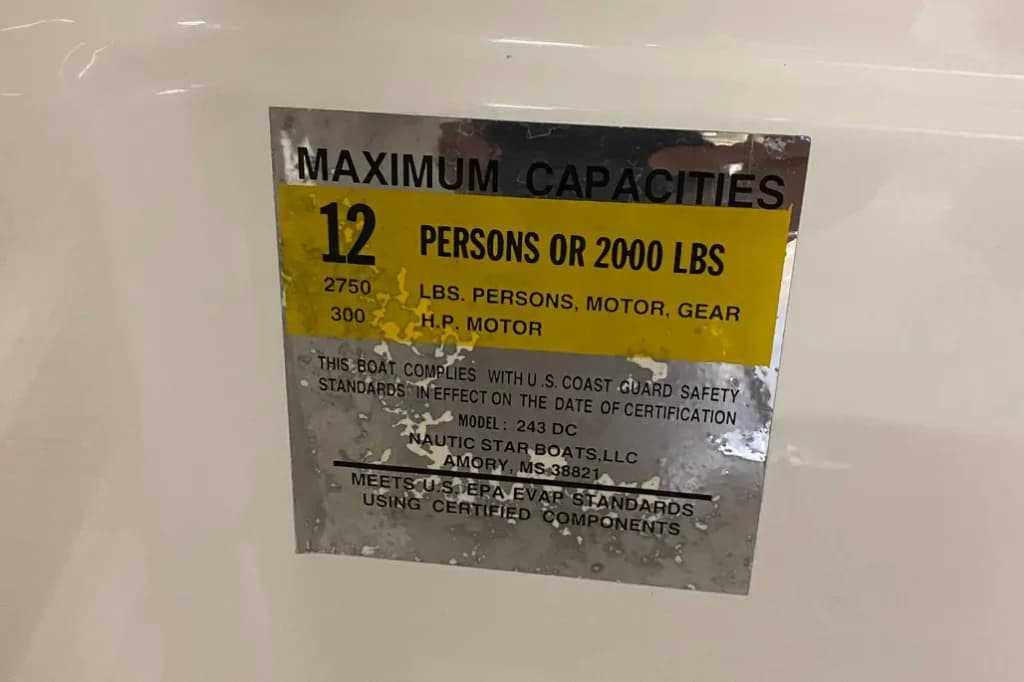 MAXIMUM CAPACITIES
12 PERSONS OR 2000 LBS
2750 LBS. PERSONS, MOTOR, GEAR
300 H.P. MOTOR
THIS BOAT COMPLIES WITH U.S. COAST GUARD SAFETY
STANDARDS IN EFFECT ON THE DATE OF CERTIFICATION
MODEL: 243 DC
NAUTIC STAR BOATS,LLC
AMORY, MS 38821
MEETS U.S. EPA EVAP STANDARDS
USING CERTIFIED COMPONENTS